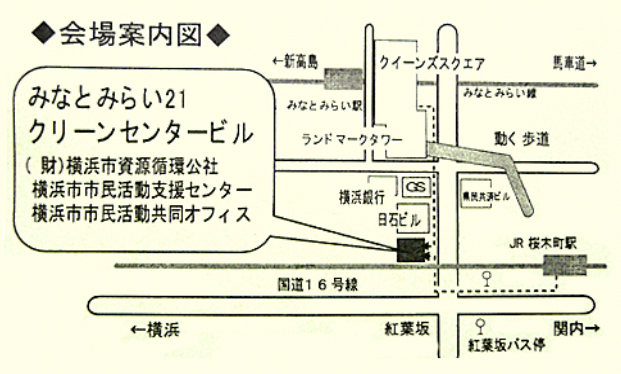 ◆会場案内図◆
←新高島
クイーンズスクエア
馬車道→
みなとみらい駅
みなとみらい線
みなとみらい21
クリーンセンタービル
( 財)横浜市資源循環公社
横浜市市民活動支援センター
横浜市市民活動共同オフィス
ランドマークタワー
動く歩道
横浜銀行
GS
県民共済ビル
日石ビル
JR 桜木町駅
国道16号線
←横浜
紅葉坂
関内→
紅葉坂バス停